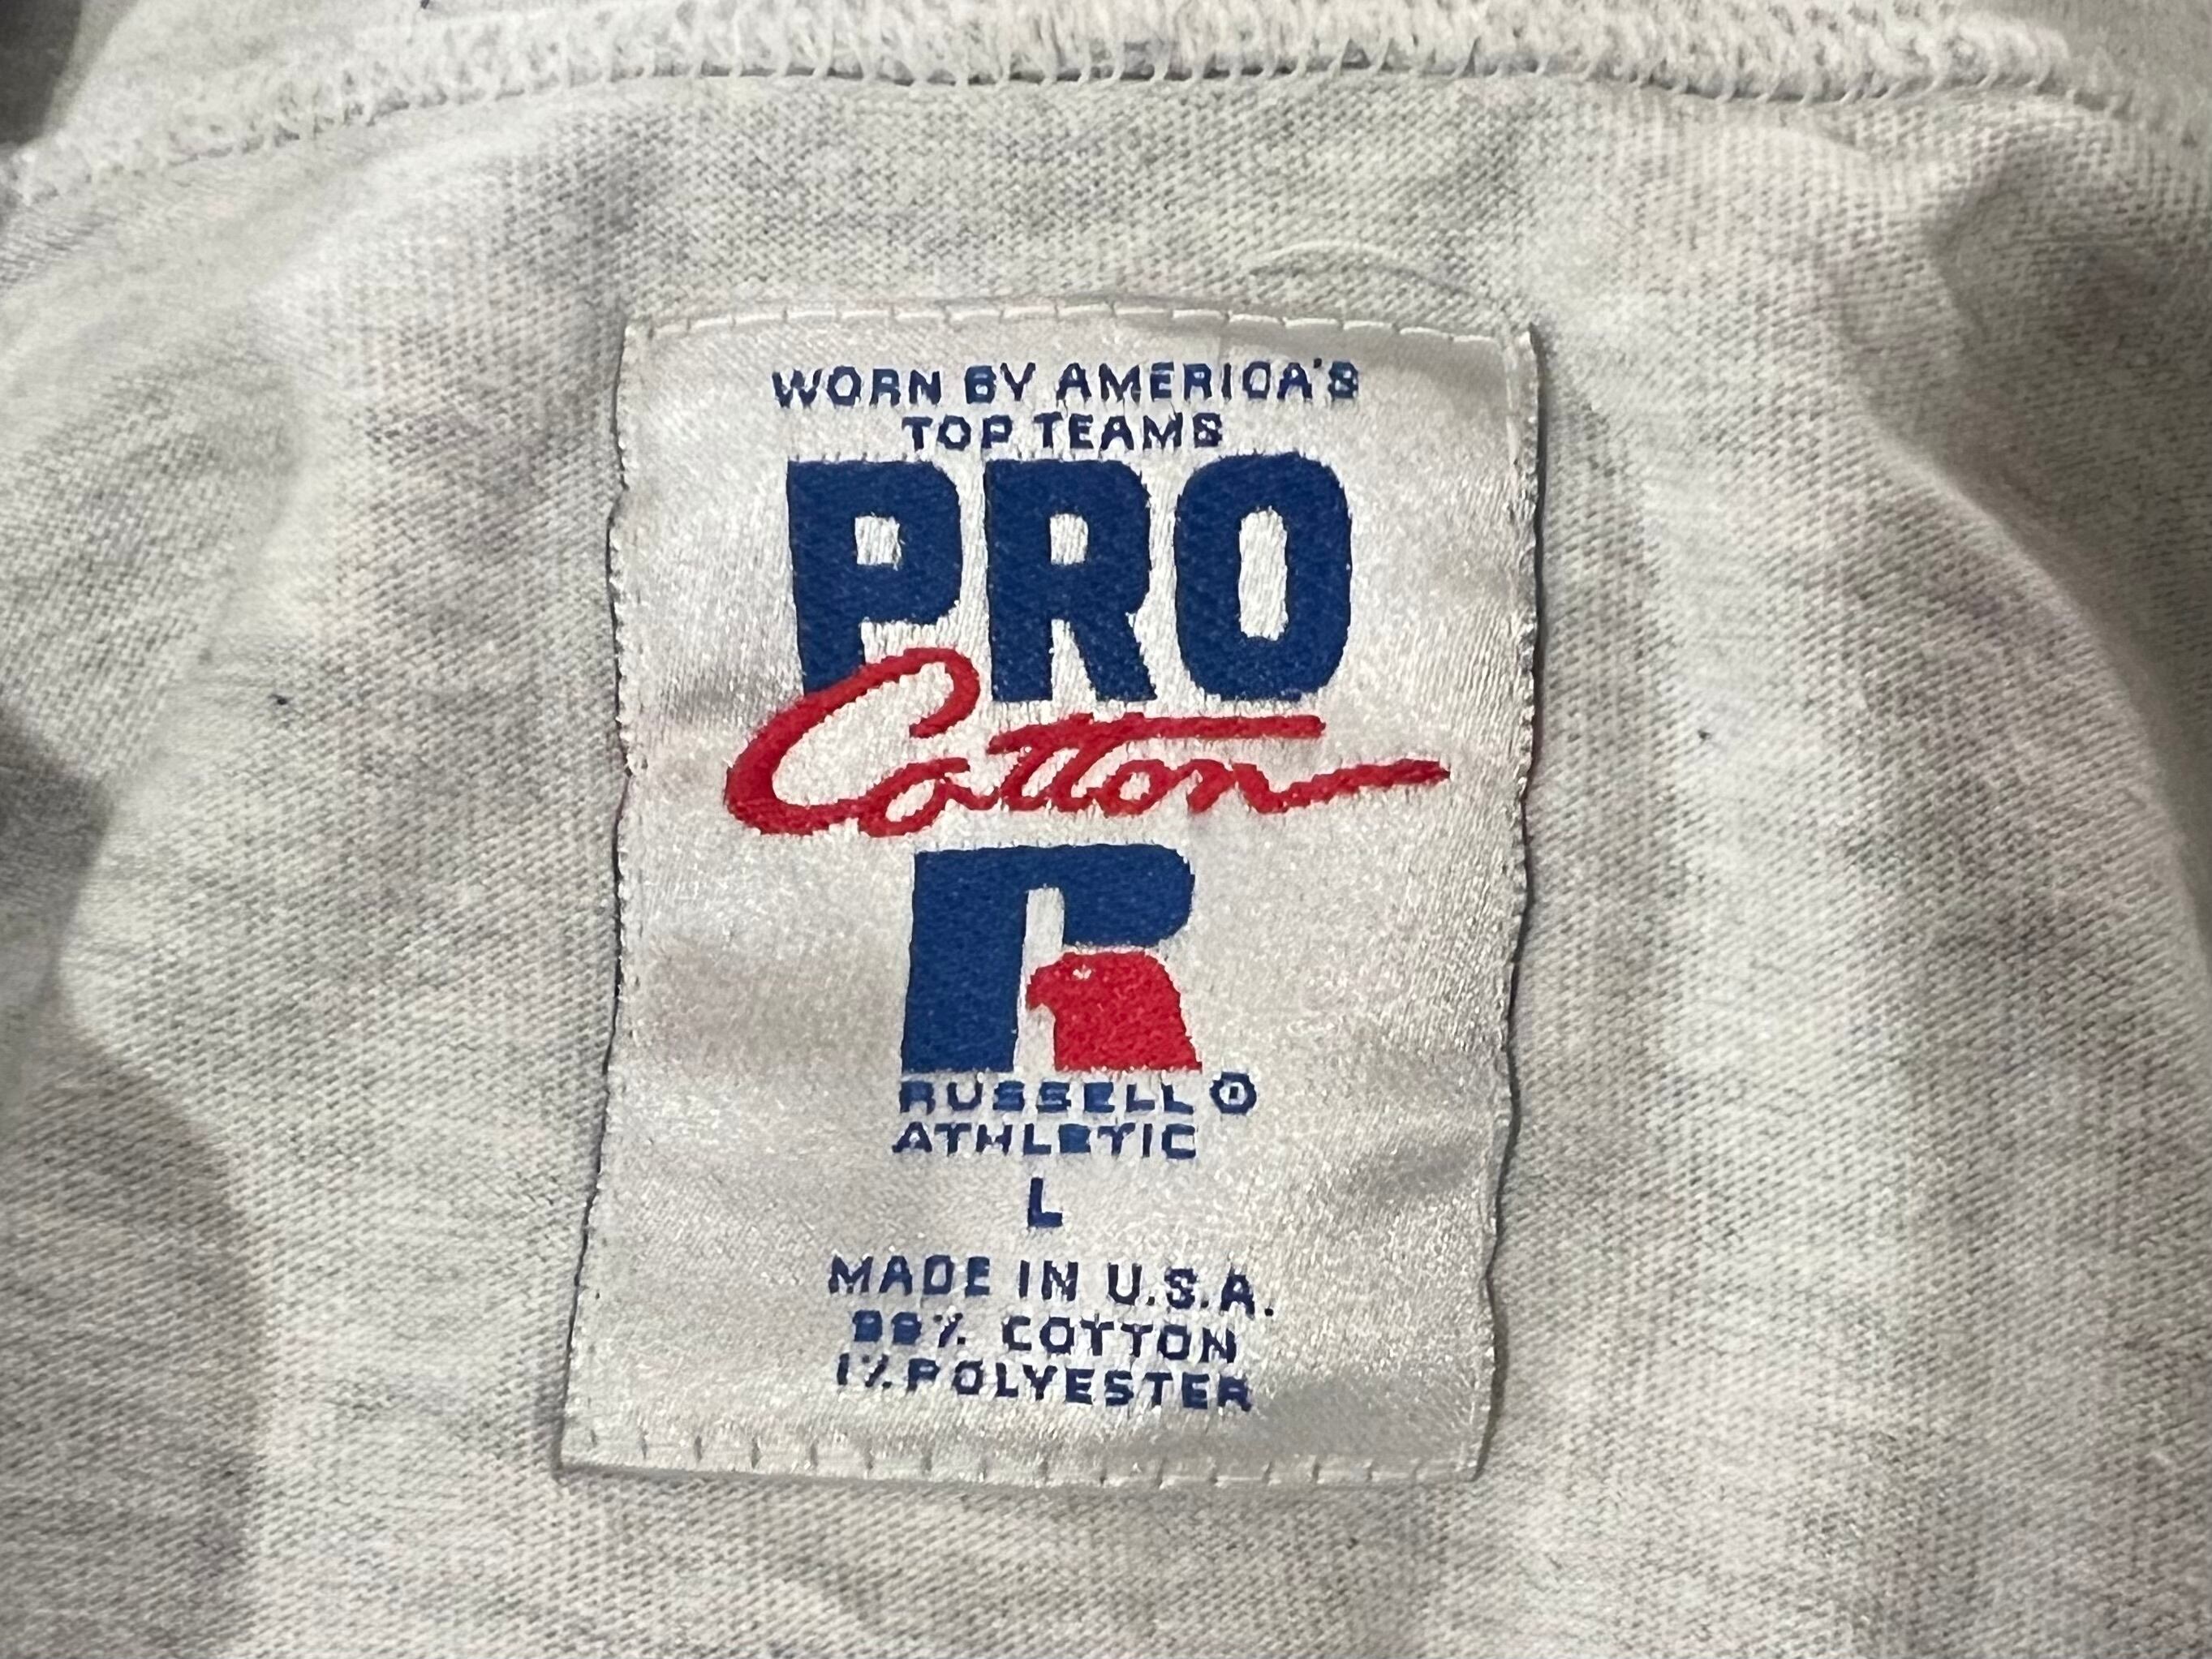 WORN BY AMERICA'S
TOP TEAMS
PRO
Cotton
R
RUSSELL ®
ATHLETIC
L
MADE IN U.S.A.
99% COTTON
1% POLYESTER